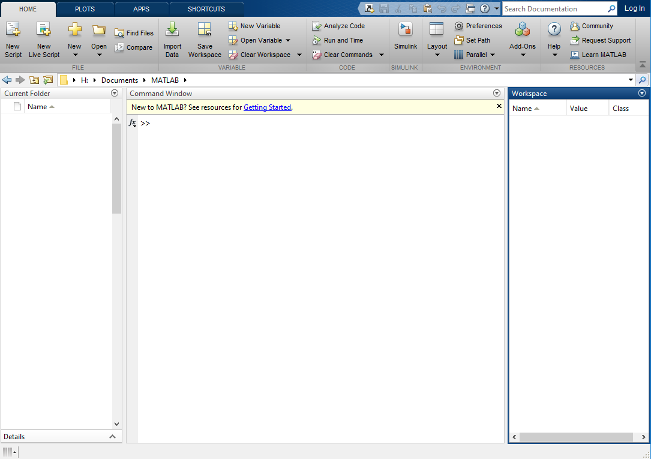 HOME PLOTS APPS SHORTCUTS Search Documentation Log In
New Script
New Live Script
New
Open
Find Files
Compare
Import Data
Save Workspace
New Variable
Open Variable
Clear Workspace
Analyze Code
Run and Time
Clear Commands
Simulink
Layout
Preferences
Set Path
Parallel
Add-Ons
Help
Community
Request Support
Learn MATLAB
FILE VARIABLE CODE SIMULINK ENVIRONMENT RESOURCES
H: Documents MATLAB
Current Folder
Name
Command Window
New to MATLAB? See resources for Getting Started.
fx >>
Workspace
Name Value Class
Details